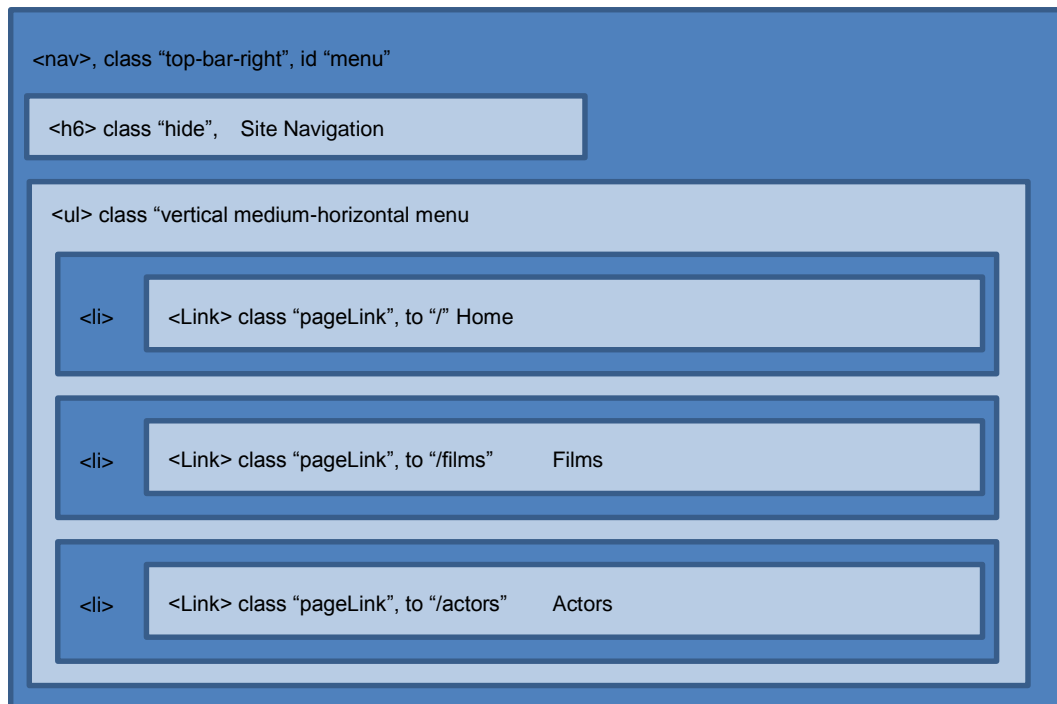 <nav>, class “top-bar-right”, id “menu”
<h6> class “hide”, Site Navigation
<ul> class “vertical medium-horizontal menu
<li> <Link> class “pageLink”, to “/” Home
<li> <Link> class “pageLink”, to “/films” Films
<li> <Link> class “pageLink”, to “/actors” Actors